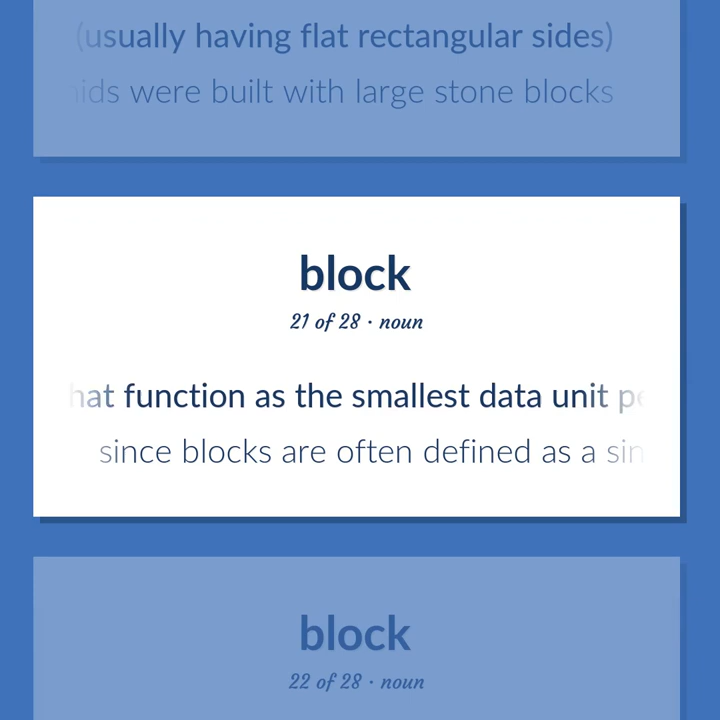 (usually having flat rectangular sides)
were built with large stone blocks
block
21 of 28 · noun
function as the smallest data unit
since blocks are often defined as a
block
22 of 28 · noun